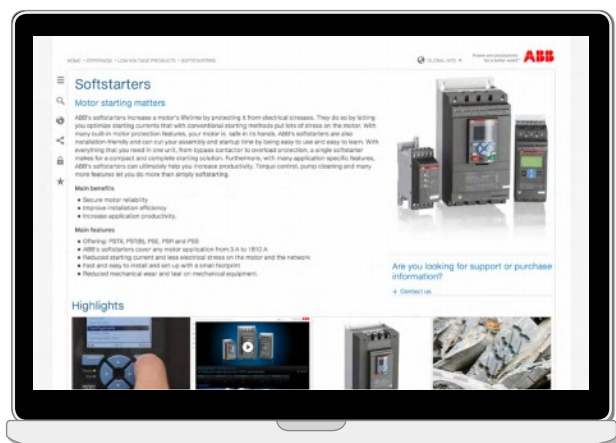 HOME > OFFERINGS > LOW VOLTAGE PRODUCTS > SOFTSTARTERS
GLOBAL SITE
Power and productivity
for a better world™
ABB
Softstarters
Motor starting matters
ABB's softstarters increase a motor's lifetime by protecting it from electrical stresses. They do so by letting
you optimize starting currents that with conventional starting methods put lots of stress on the motor. With
many built-in motor protection features, your motor is safe in its hands. ABB's softstarters are also
installation-friendly and can cut your assembly and startup time by being easy to use and easy to learn. With
everything that you need in one unit, from bypass contactor to overload protection, a single softstarter
makes for a compact and complete starting solution. Furthermore, with many application specific features,
ABB's softstarters can ultimately help you increase productivity. Torque control, pump cleaning and many
more features let you do more than simply softstarting.
Main benefits
Secure motor reliability
Improve installation efficiency
Increase application productivity.
Main features
Offering: PSTX, PST(B), PSE, PSR and PSS
ABB's softstarters cover any motor application from 3 A to 1810 A
Reduced starting current and less electrical stress on the motor and the network
Fast and easy to install and set-up with a small footprint
Reduced mechanical wear and tear on mechanical equipment.
Are you looking for support or purchase
information?
+ Contact us
Highlights